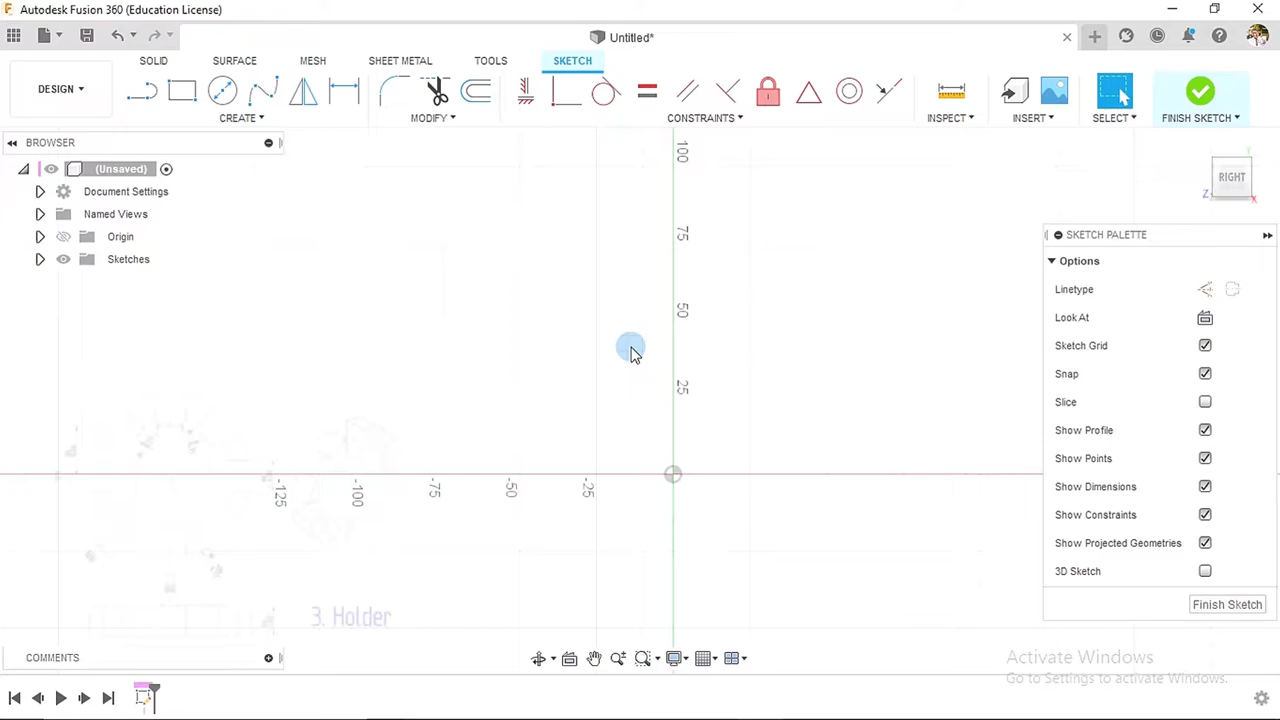 Autodesk Fusion 360 (Education License)
Untitled*
SOLID SURFACE MESH SHEET METAL TOOLS SKETCH
DESIGN
CREATE MODIFY CONSTRAINTS INSPECT INSERT SELECT FINISH SKETCH
BROWSER
(Unsaved)
Document Settings
Named Views
Origin
Sketches
100
75
50
25
-125 -100 -75 -50 -25
RIGHT
Z
X
Y
SKETCH PALETTE
Options
Linetype
Look At
Sketch Grid
Snap
Slice
Show Profile
Show Points
Show Dimensions
Show Constraints
Show Projected Geometries
3D Sketch
Finish Sketch
3. Holder
COMMENTS
Activate Windows
Go to Settings to activate Windows.